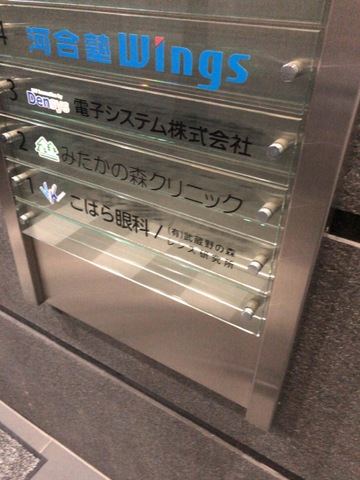 4 河合塾Wings
3 Densys 電子システム株式会社
2 みたかの森クリニック
1 こはら眼科/(有)武蔵野の森
レンズ研究所